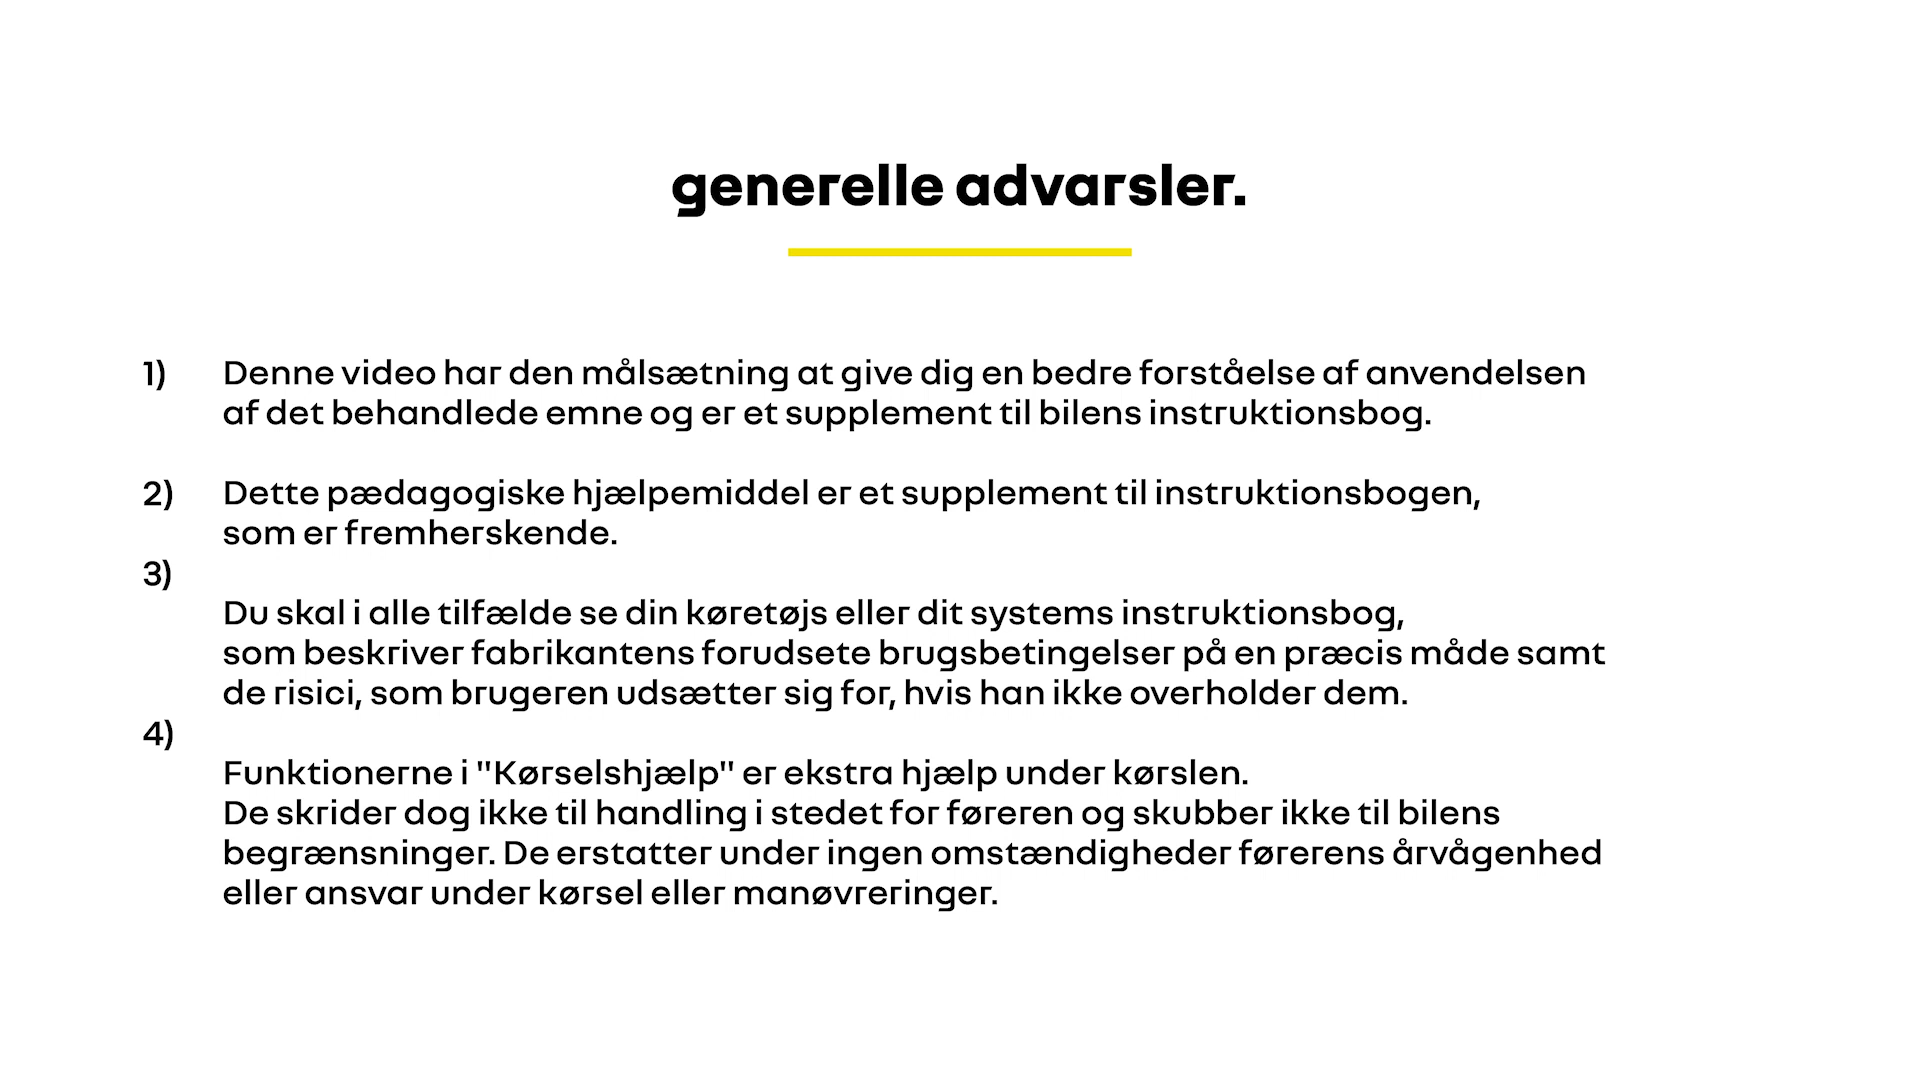 generelle advarsler.
1) Denne video har den målsætning at give dig en bedre forståelse af anvendelsen
af det behandlede emne og er et supplement til bilens instruktionsbog.
2) Dette pædagogiske hjælpemiddel er et supplement til instruktionsbogen,
som er fremherskende.
3)
Du skal i alle tilfælde se din køretøjs eller dit systems instruktionsbog,
som beskriver fabrikantens forudsete brugsbetingelser på en præcis måde samt
de risici, som brugeren udsætter sig for, hvis han ikke overholder dem.
4)
Funktionerne i "Kørselshjælp" er ekstra hjælp under kørslen.
De skrider dog ikke til handling i stedet for føreren og skubber ikke til bilens
begrænsninger. De erstatter under ingen omstændigheder førerens årvågenhed
eller ansvar under kørsel eller manøvreringer.